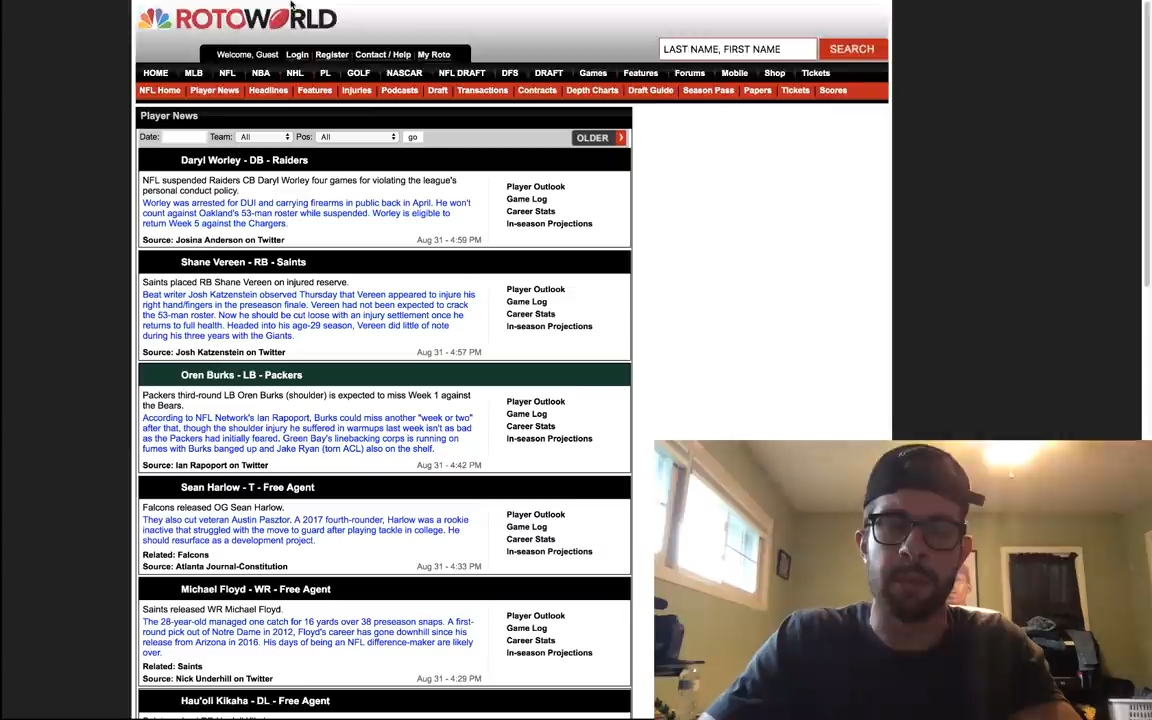 ROTOWORLD
Welcome, Guest Login Register Contact / Help My Roto
LAST NAME, FIRST NAME SEARCH
HOME MLB NFL NBA NHL PL GOLF NASCAR NFL DRAFT DFS DRAFT Games Features Forums Mobile Shop Tickets
NFL Home Player News Headlines Features Injuries Podcasts Draft Transactions Contracts Depth Charts Draft Guide Season Pass Papers Tickets Scores
Player News
Date: Team: All Pos: All go OLDER
Daryl Worley - DB - Raiders
NFL suspended Raiders CB Daryl Worley four games for violating the league's
personal conduct policy.
Worley was arrested for DUI and carrying firearms in public back in April. He won't
count against Oakland's 53-man roster while suspended. Worley is eligible to
return Week 5 against the Chargers.
Source: Josina Anderson on Twitter Aug 31 - 4:59 PM
Player Outlook
Game Log
Career Stats
In-season Projections
Shane Vereen - RB - Saints
Saints placed RB Shane Vereen on injured reserve.
Beat writer Josh Katzenstein observed Thursday that Vereen appeared to injure his
right hand/fingers in the preseason finale. Vereen had not been expected to crack
the 53-man roster. Now he should be cut loose with an injury settlement once he
returns to full health. Headed into his age-29 season, Vereen did little of note
during his three years with the Giants.
Source: Josh Katzenstein on Twitter Aug 31 - 4:57 PM
Player Outlook
Game Log
Career Stats
In-season Projections
Oren Burks - LB - Packers
Packers third-round LB Oren Burks (shoulder) is expected to miss Week 1 against
the Bears.
According to NFL Network's Ian Rapoport, Burks could miss another "week or two"
after that, though the shoulder injury he suffered in warmups last week isn't as bad
as the Packers had initially feared. Green Bay's linebacking corps is running on
fumes with Burks banged up and Jake Ryan (torn ACL) also on the shelf.
Source: Ian Rapoport on Twitter Aug 31 - 4:42 PM
Player Outlook
Game Log
Career Stats
In-season Projections
Sean Harlow - T - Free Agent
Falcons released OG Sean Harlow.
They also cut veteran Austin Pasztor. A 2017 fourth-rounder, Harlow was a rookie
inactive that struggled with the move to guard after playing tackle in college. He
should resurface as a development project.
Related: Falcons
Source: Atlanta Journal-Constitution Aug 31 - 4:33 PM
Player Outlook
Game Log
Career Stats
In-season Projections
Michael Floyd - WR - Free Agent
Saints released WR Michael Floyd.
The 28-year-old managed one catch for 16 yards over 38 preseason snaps. A first-
round pick out of Notre Dame in 2012, Floyd's career has gone downhill since his
release from Arizona in 2016. His days of being an NFL difference-maker are likely
over.
Related: Saints
Source: Nick Underhill on Twitter Aug 31 - 4:29 PM
Player Outlook
Game Log
Career Stats
In-season Projections
Hau'oli Kikaha - DL - Free Agent